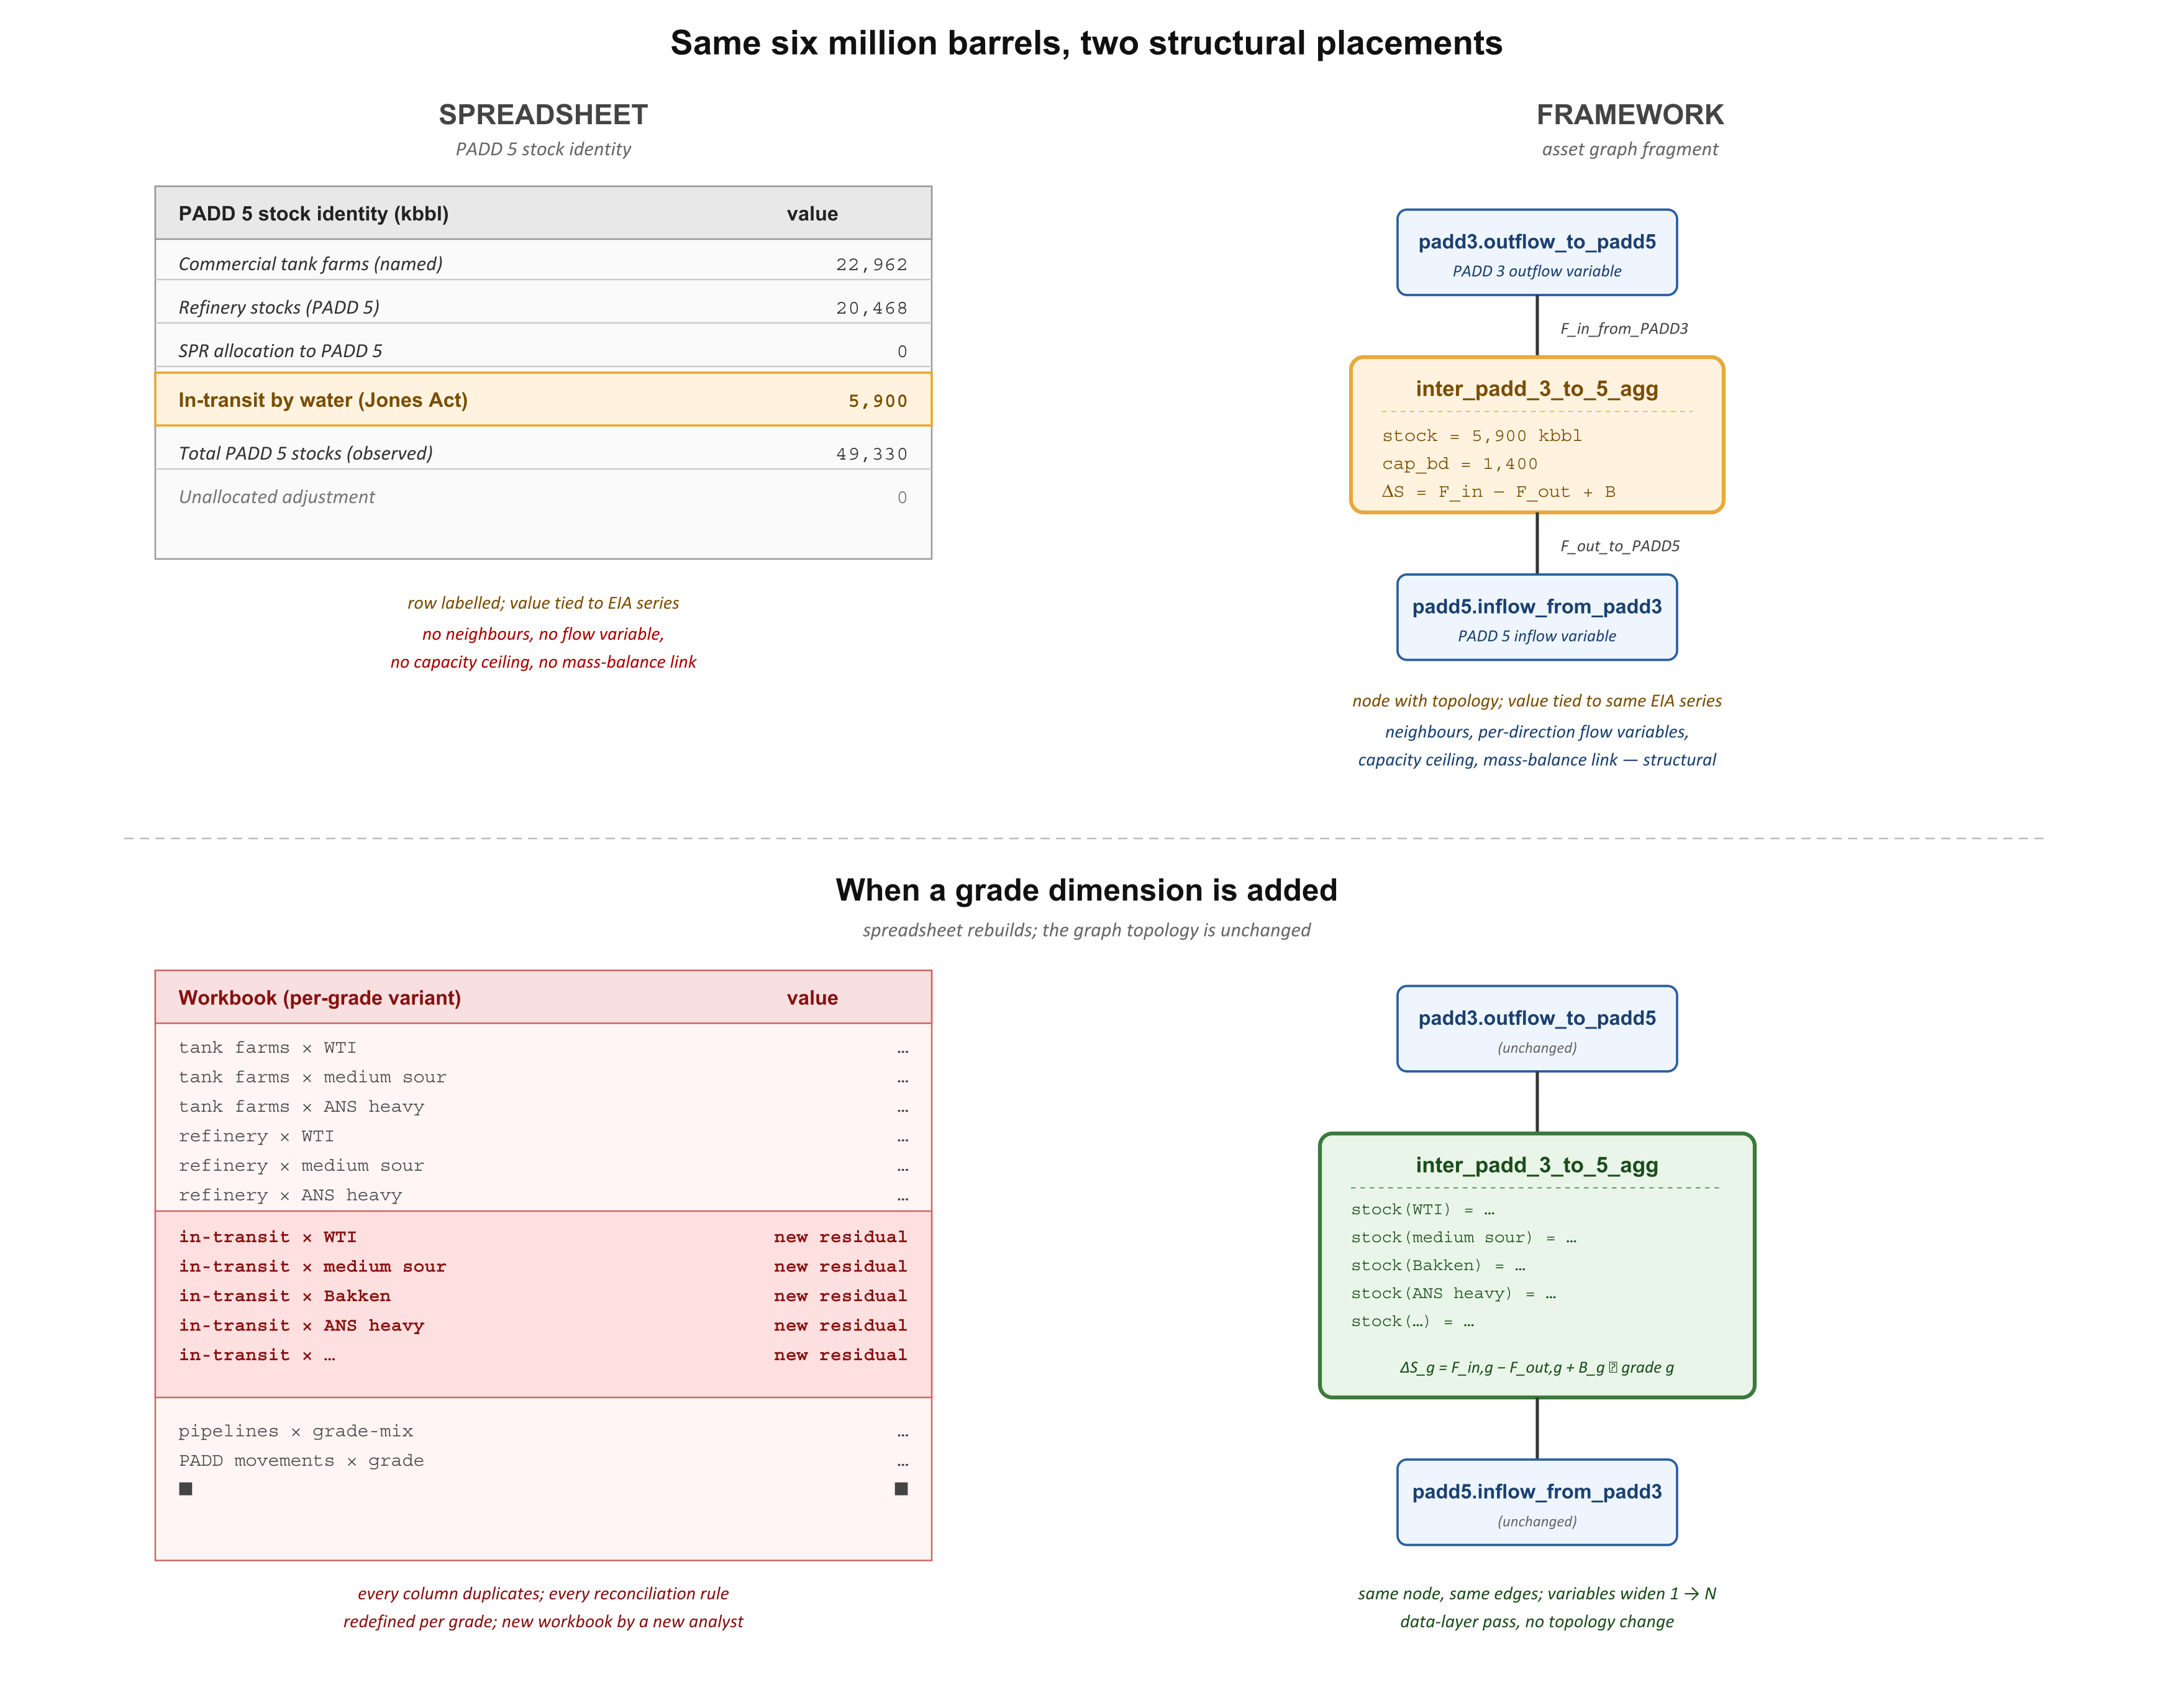 Same six million barrels, two structural placements
SPREADSHEET
PADD 5 stock identity
PADD 5 stock identity (kbbl) value
Commercial tank farms (named) 22,962
Refinery stocks (PADD 5) 20,468
SPR allocation to PADD 5 0
In-transit by water (Jones Act) 5,900
Total PADD 5 stocks (observed) 49,330
Unallocated adjustment 0
row labelled; value tied to EIA series
no neighbours, no flow variable,
no capacity ceiling, no mass-balance link
FRAMEWORK
asset graph fragment
padd3.outflow_to_padd5
PADD 3 outflow variable
F_in_from_PADD3
inter_padd_3_to_5_agg
stock = 5,900 kbbl
cap_bd = 1,400
ΔS = F_in − F_out + B
F_out_to_PADD5
padd5.inflow_from_padd3
PADD 5 inflow variable
node with topology; value tied to same EIA series
neighbours, per-direction flow variables,
capacity ceiling, mass-balance link — structural
When a grade dimension is added
spreadsheet rebuilds; the graph topology is unchanged
Workbook (per-grade variant) value
tank farms × WTI …
tank farms × medium sour …
tank farms × ANS heavy …
refinery × WTI …
refinery × medium sour …
refinery × ANS heavy …
in-transit × WTI new residual
in-transit × medium sour new residual
in-transit × Bakken new residual
in-transit × ANS heavy new residual
in-transit × … new residual
pipelines × grade-mix …
PADD movements × grade …
■ ■
every column duplicates; every reconciliation rule
redefined per grade; new workbook by a new analyst
padd3.outflow_to_padd5
(unchanged)
inter_padd_3_to_5_agg
stock(WTI) = …
stock(medium sour) = …
stock(Bakken) = …
stock(ANS heavy) = …
stock(…) = …
ΔS_g = F_in,g − F_out,g + B_g grade g
padd5.inflow_from_padd3
(unchanged)
same node, same edges; variables widen 1 → N
data-layer pass, no topology change